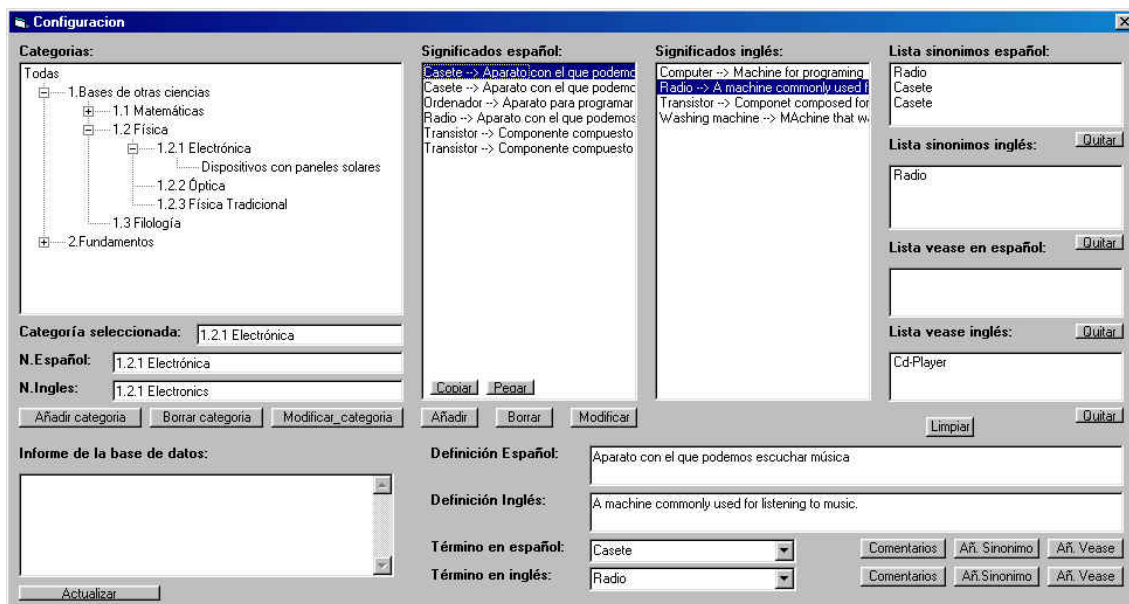 Configuracion
Categorias:
Todas
1.Bases de otras ciencias
1.1 Matemáticas
1.2 Física
1.2.1 Electrónica
Dispositivos con paneles solares
1.2.2 Óptica
1.2.3 Física Tradicional
1.3 Filología
2.Fundamentos
Categoría seleccionada: 1.2.1 Electrónica
N.Español: 1.2.1 Electrónica
N.Ingles: 1.2.1 Electronics
Añadir categoria Borrar categoria Modificar_categoria
Informe de la base de datos:
Actualizar
Significados español:
Casete --> Aparato con el que podemo
Casete --> Aparato con el que podemc
Ordenador --> Aparato para programar
Radio --> Aparato con el que podemos
Transistor --> Componente compuesto
Transistor --> Componente compuesto
Copiar Pegar
Añadir Borrar Modificar
Significados inglés:
Computer --> Machine for programing
Radio --> A machine commonly used f
Transistor --> Componet composed for
Washing machine --> MAchine that w
Lista sinonimos español:
Radio
Casete
Casete
Quitar
Lista sinonimos inglés:
Radio
Quitar
Lista vease en español:
Quitar
Lista vease inglés:
Cd-Player
Quitar
Limpiar
Definición Español: Aparato con el que podemos escuchar música
Definición Inglés: A machine commonly used for listening to music.
Término en español: Casete Comentarios Añ. Sinonimo Añ. Vease
Término en inglés: Radio Comentarios Añ.Sinonimo Añ. Vease